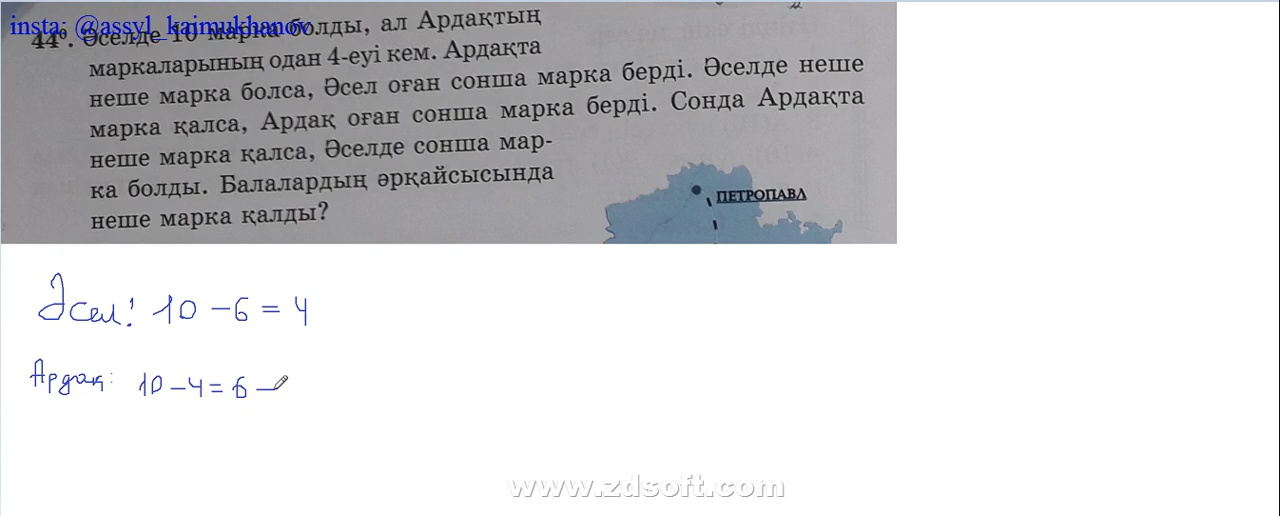 insta: @assyl_kaimukhanov
44⁰. Әселде 10 марка болды, ал Ардақтың
маркаларының одан 4-еуі кем. Ардақта
неше марка болса, Әсел оған сонша марка берді. Әселде неше
марка қалса, Ардақ оған сонша марка берді. Сонда Ардақта
неше марка қалса, Әселде сонша мар-
ка болды. Балалардың әрқайсысында
неше марка қалды?
ПЕТРОПАВЛ
Әсел: 10 - 6 = 4
Ардақ: 10 - 4 = 6 -
www.zdsoft.com